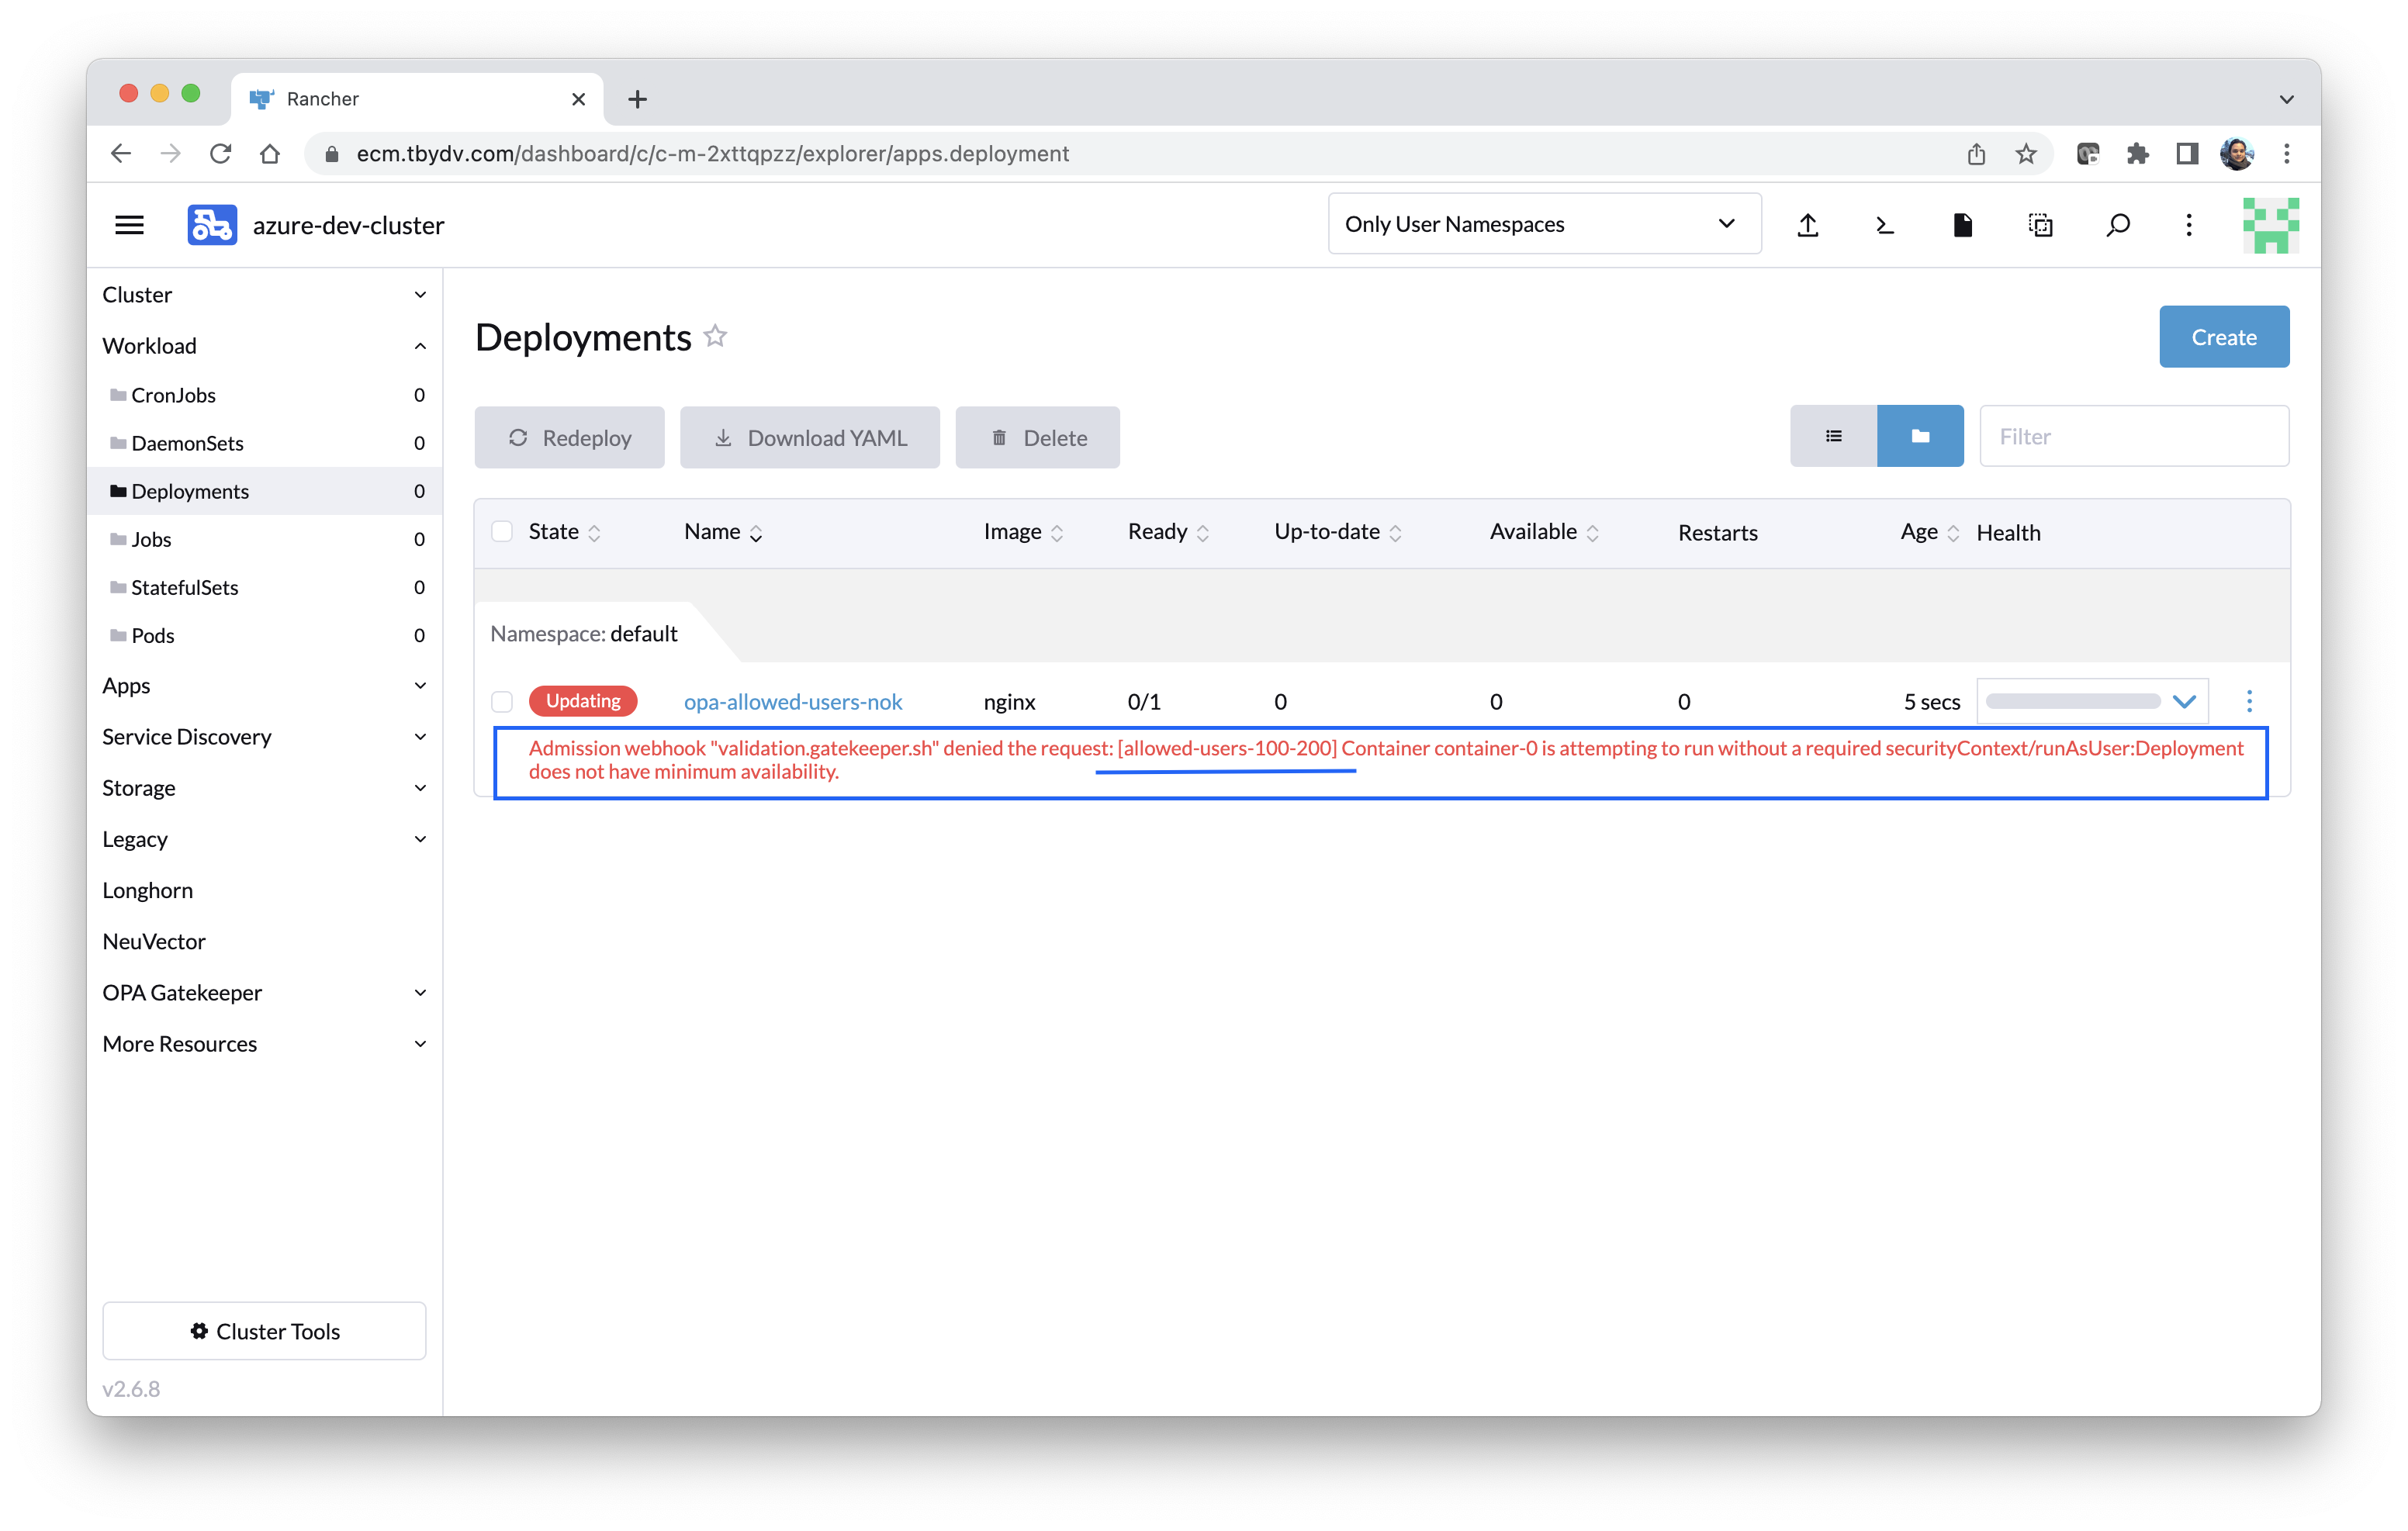 Rancher
ecm.tbydv.com/dashboard/c/c-m-2xttqpzz/explorer/apps.deployment
azure-dev-cluster
Only User Namespaces
Cluster
Workload
CronJobs 0
DaemonSets 0
Deployments 0
Jobs 0
StatefulSets 0
Pods 0
Apps
Service Discovery
Storage
Legacy
Longhorn
NeuVector
OPA Gatekeeper
More Resources
Cluster Tools
v2.6.8
Deployments
Create
Redeploy Download YAML Delete
Filter
State Name Image Ready Up-to-date Available Restarts Age Health
Namespace: default
Updating opa-allowed-users-nok nginx 0/1 0 0 0 5 secs
Admission webhook "validation.gatekeeper.sh" denied the request: [allowed-users-100-200] Container container-0 is attempting to run without a required securityContext/runAsUser:Deployment
does not have minimum availability.